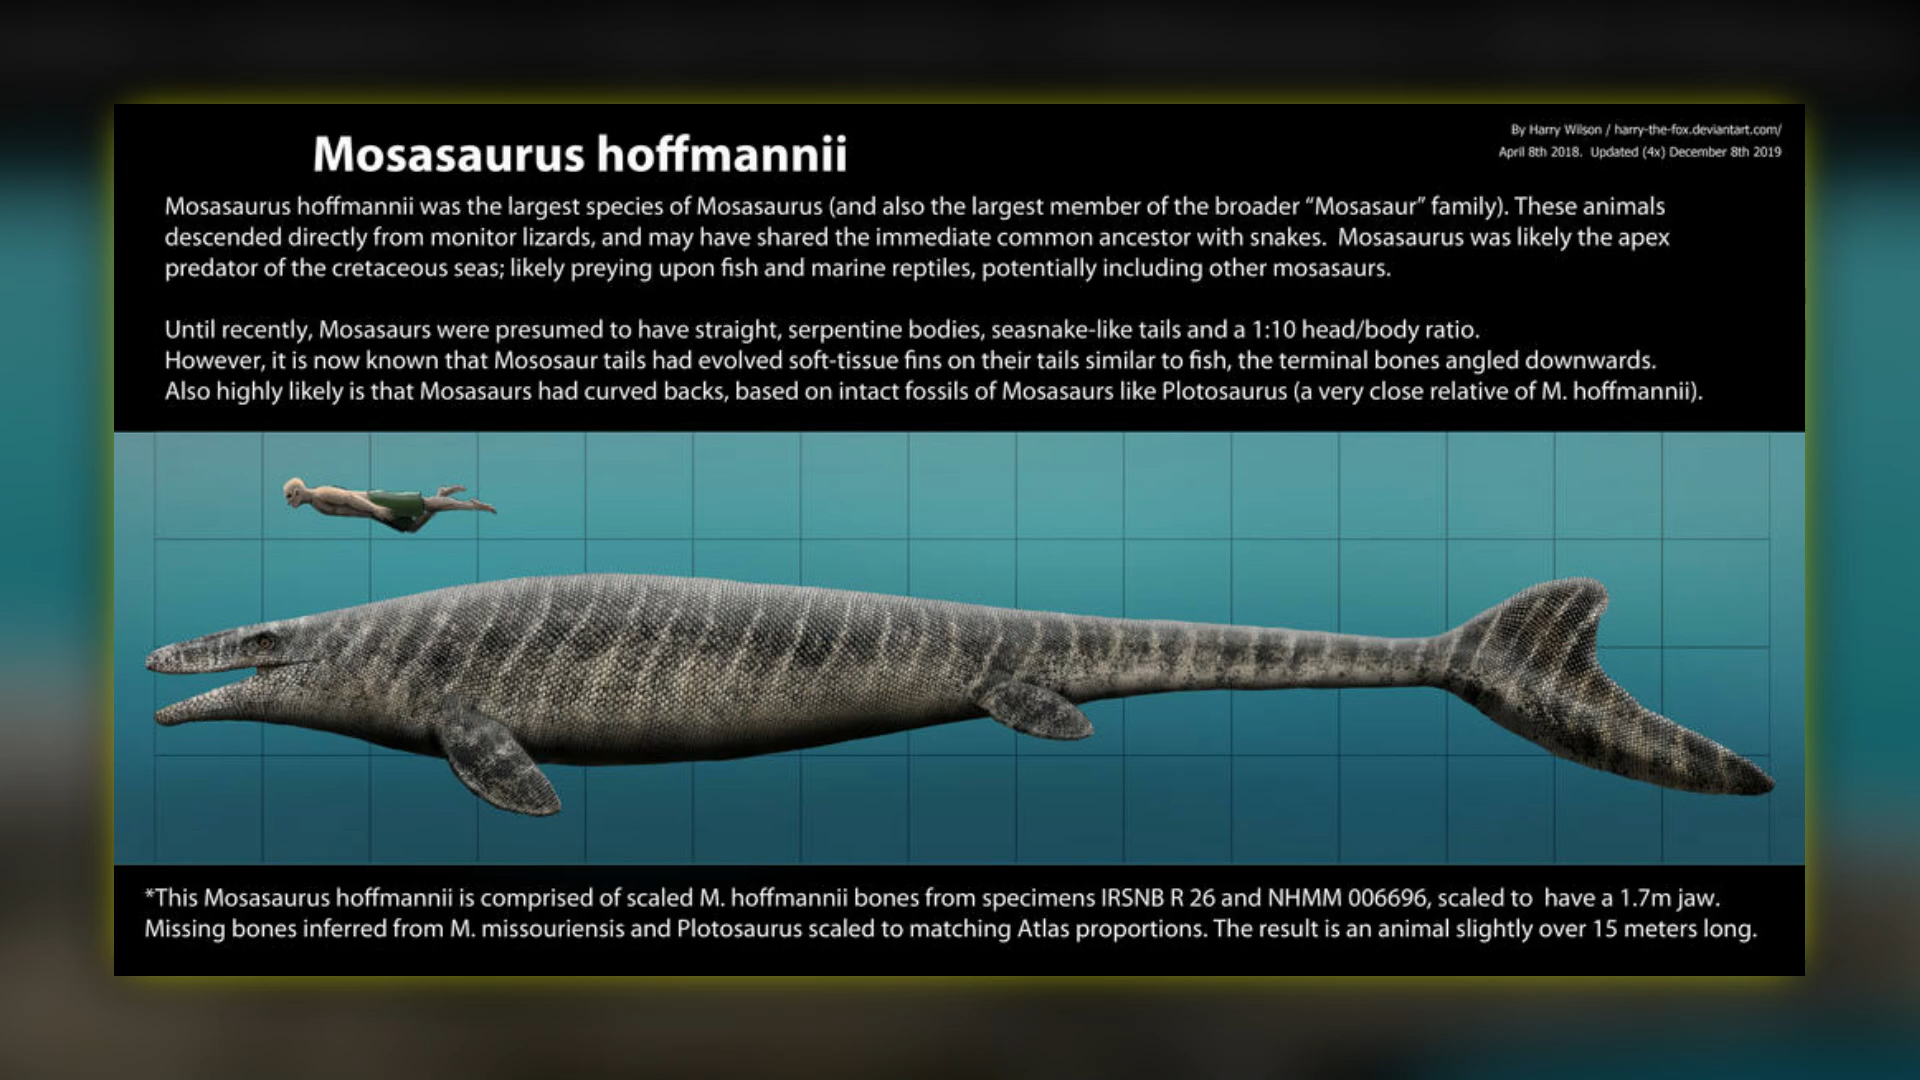 Mosasaurus hoffmannii
By Harry Wilson / harry-the-fox.deviantart.com/
April 8th 2018. Updated (4x) December 8th 2019
Mosasaurus hoffmannii was the largest species of Mosasaurus (and also the largest member of the broader “Mosasaur” family). These animals
descended directly from monitor lizards, and may have shared the immediate common ancestor with snakes. Mosasaurus was likely the apex
predator of the cretaceous seas; likely preying upon fish and marine reptiles, potentially including other mosasaurs.
Until recently, Mosasaurs were presumed to have straight, serpentine bodies, seasnake-like tails and a 1:10 head/body ratio.
However, it is now known that Mososaur tails had evolved soft-tissue fins on their tails similar to fish, the terminal bones angled downwards.
Also highly likely is that Mosasaurs had curved backs, based on intact fossils of Mosasaurs like Plotosaurus (a very close relative of M. hoffmannii).
*This Mosasaurus hoffmannii is comprised of scaled M. hoffmannii bones from specimens IRSNB R 26 and NHMM 006696, scaled to have a 1.7m jaw.
Missing bones inferred from M. missouriensis and Plotosaurus scaled to matching Atlas proportions. The result is an animal slightly over 15 meters long.